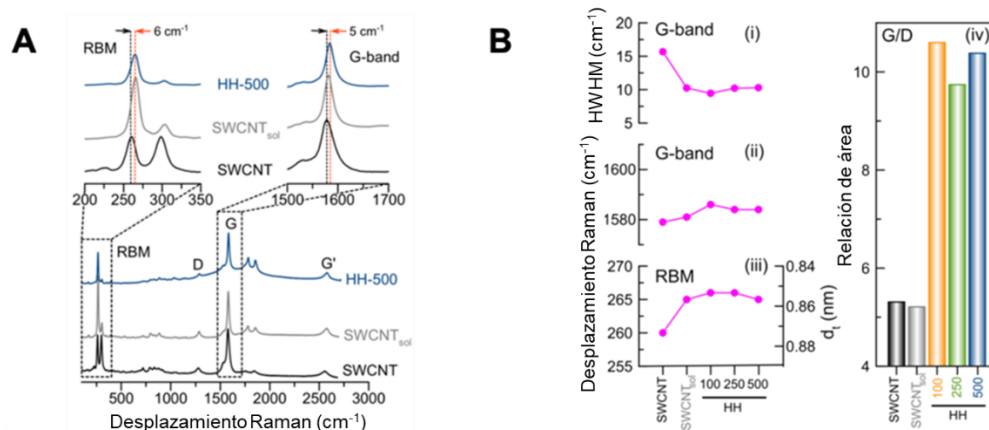 A
RBM
6 cm⁻¹
5 cm⁻¹
G-band
HH-500
SWCNTsol
SWCNT
200 250 300 350
1500 1600 1700
RBM
G
D
G'
HH-500
SWCNTsol
SWCNT
500 1000 1500 2000 2500 3000
Desplazamiento Raman (cm⁻¹)
B
HWHM (cm⁻¹)
20
15
10
5
G-band (i)
Desplazamiento Raman (cm⁻¹)
1600
1580
G-band (ii)
270
265
260
255
RBM (iii)
0.84
0.86
0.88
dt (nm)
SWCNT
SWCNTsol
100 250 500
HH
Relación de área
10
8
6
4
G/D (iv)
SWCNT
SWCNTsol
100
250
500
HH